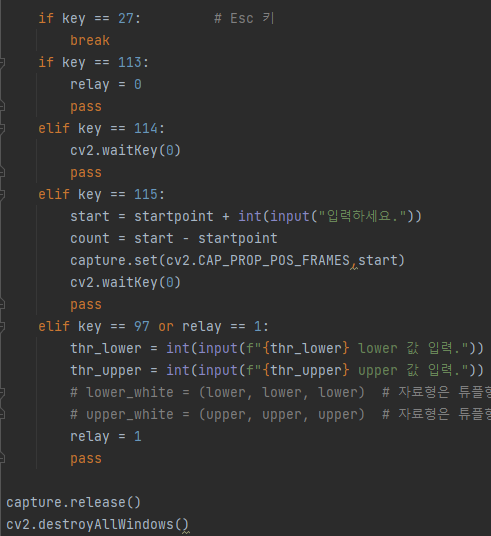 if key == 27:          # Esc 키
    break
if key == 113:
    relay = 0
    pass
elif key == 114:
    cv2.waitKey(0)
    pass
elif key == 115:
    start = startpoint + int(input("입력하세요."))
    count = start - startpoint
    capture.set(cv2.CAP_PROP_POS_FRAMES,start)
    cv2.waitKey(0)
    pass
elif key == 97 or relay == 1:
    thr_lower = int(input(f"{thr_lower} lower 값 입력."))
    thr_upper = int(input(f"{thr_upper} upper 값 입력."))
    # lower_white = (lower, lower, lower)  # 자료형은 튜플형
    # upper_white = (upper, upper, upper)  # 자료형은 튜플형
    relay = 1
    pass
capture.release()
cv2.destroyAllWindows()